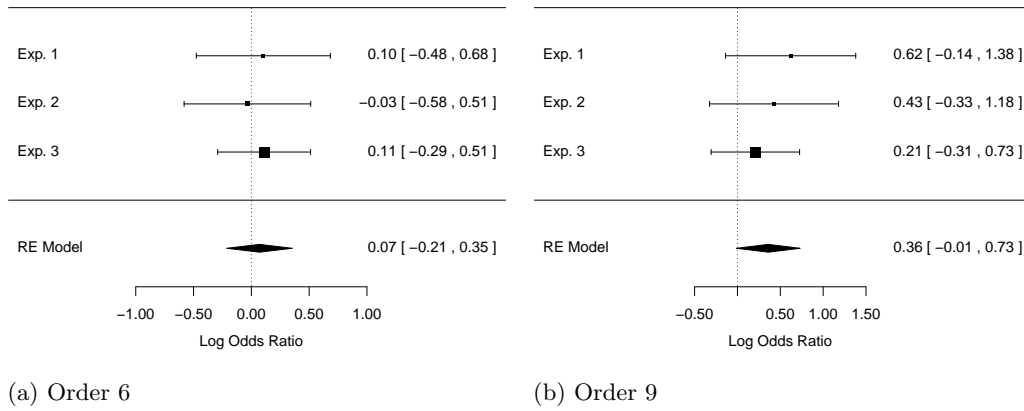 Exp. 1 0.10 [ −0.48 , 0.68 ]
Exp. 2 −0.03 [ −0.58 , 0.51 ]
Exp. 3 0.11 [ −0.29 , 0.51 ]
RE Model 0.07 [ −0.21 , 0.35 ]
−1.00 −0.50 0.00 0.50 1.00
Log Odds Ratio
(a) Order 6
Exp. 1 0.62 [ −0.14 , 1.38 ]
Exp. 2 0.43 [ −0.33 , 1.18 ]
Exp. 3 0.21 [ −0.31 , 0.73 ]
RE Model 0.36 [ −0.01 , 0.73 ]
−0.50 0.50 1.00 1.50
Log Odds Ratio
(b) Order 9